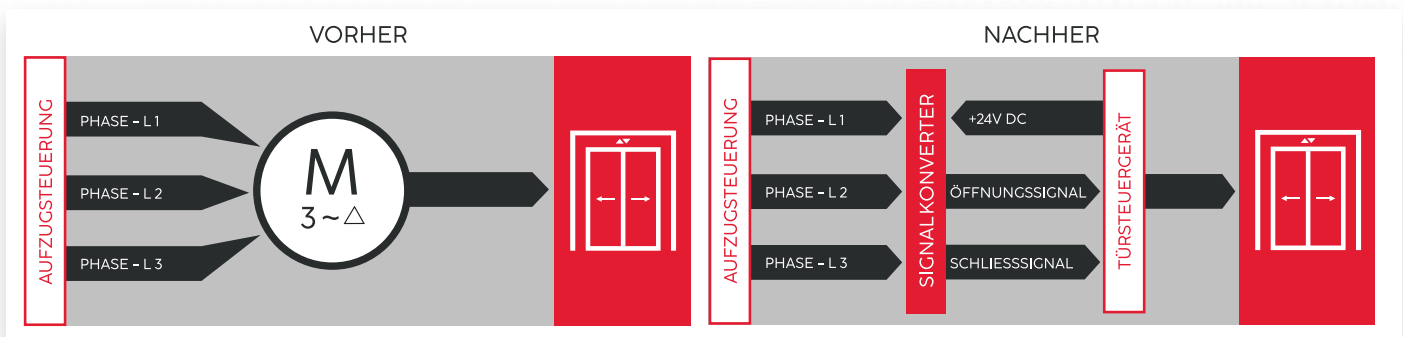 VORHER
AUFZUGSTEUERUNG
PHASE – L 1
PHASE – L 2
PHASE – L 3
M
3 ~ △
NACHHER
AUFZUGSTEUERUNG
PHASE – L 1
PHASE – L 2
PHASE – L 3
SIGNALKONVERTER
+24V DC
ÖFFNUNGSSIGNAL
SCHLIESSSIGNAL
TÜRSTEUERGERÄT